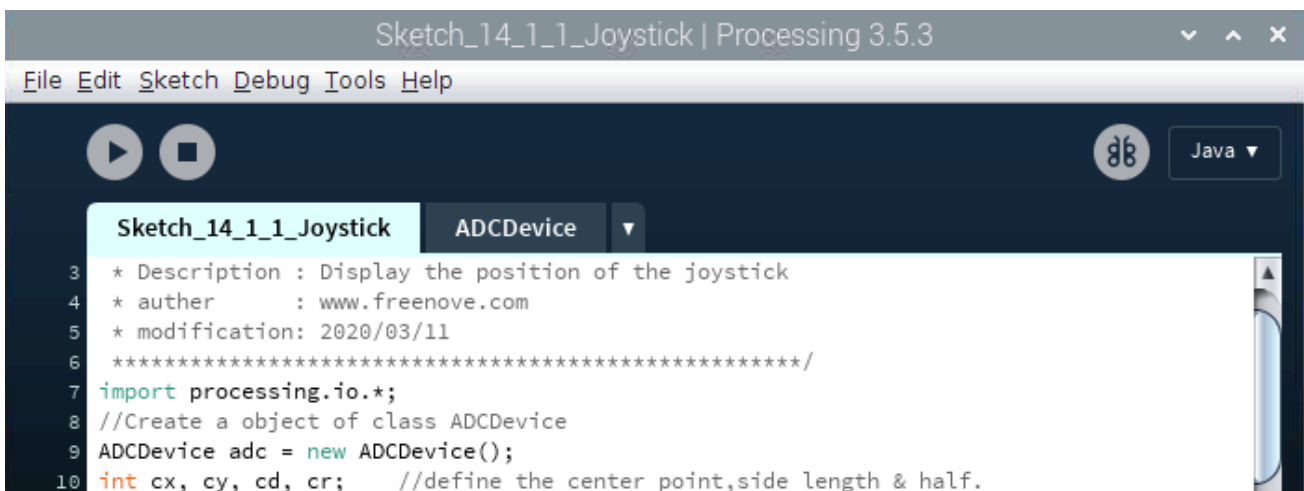 Sketch_14_1_1_Joystick | Processing 3.5.3
File Edit Sketch Debug Tools Help
Java ▼
Sketch_14_1_1_Joystick ADCDevice ▼
3 * Description : Display the position of the joystick
4 * auther      : www.freenove.com
5 * modification: 2020/03/11
6 *****************************************************/
7 import processing.io.*;
8 //Create a object of class ADCDevice
9 ADCDevice adc = new ADCDevice();
10 int cx, cy, cd, cr;    //define the center point,side length & half.